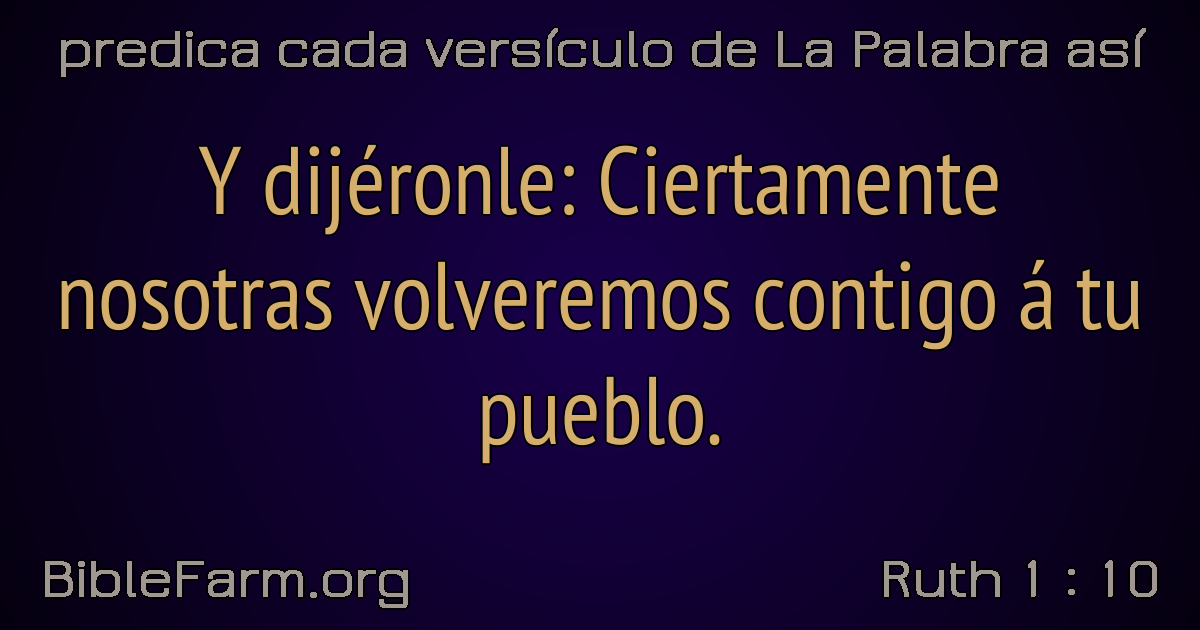 predica cada versículo de La Palabra así
Y dijéronle: Ciertamente
nosotras volveremos contigo á tu
pueblo.
BibleFarm.org
Ruth 1 : 10